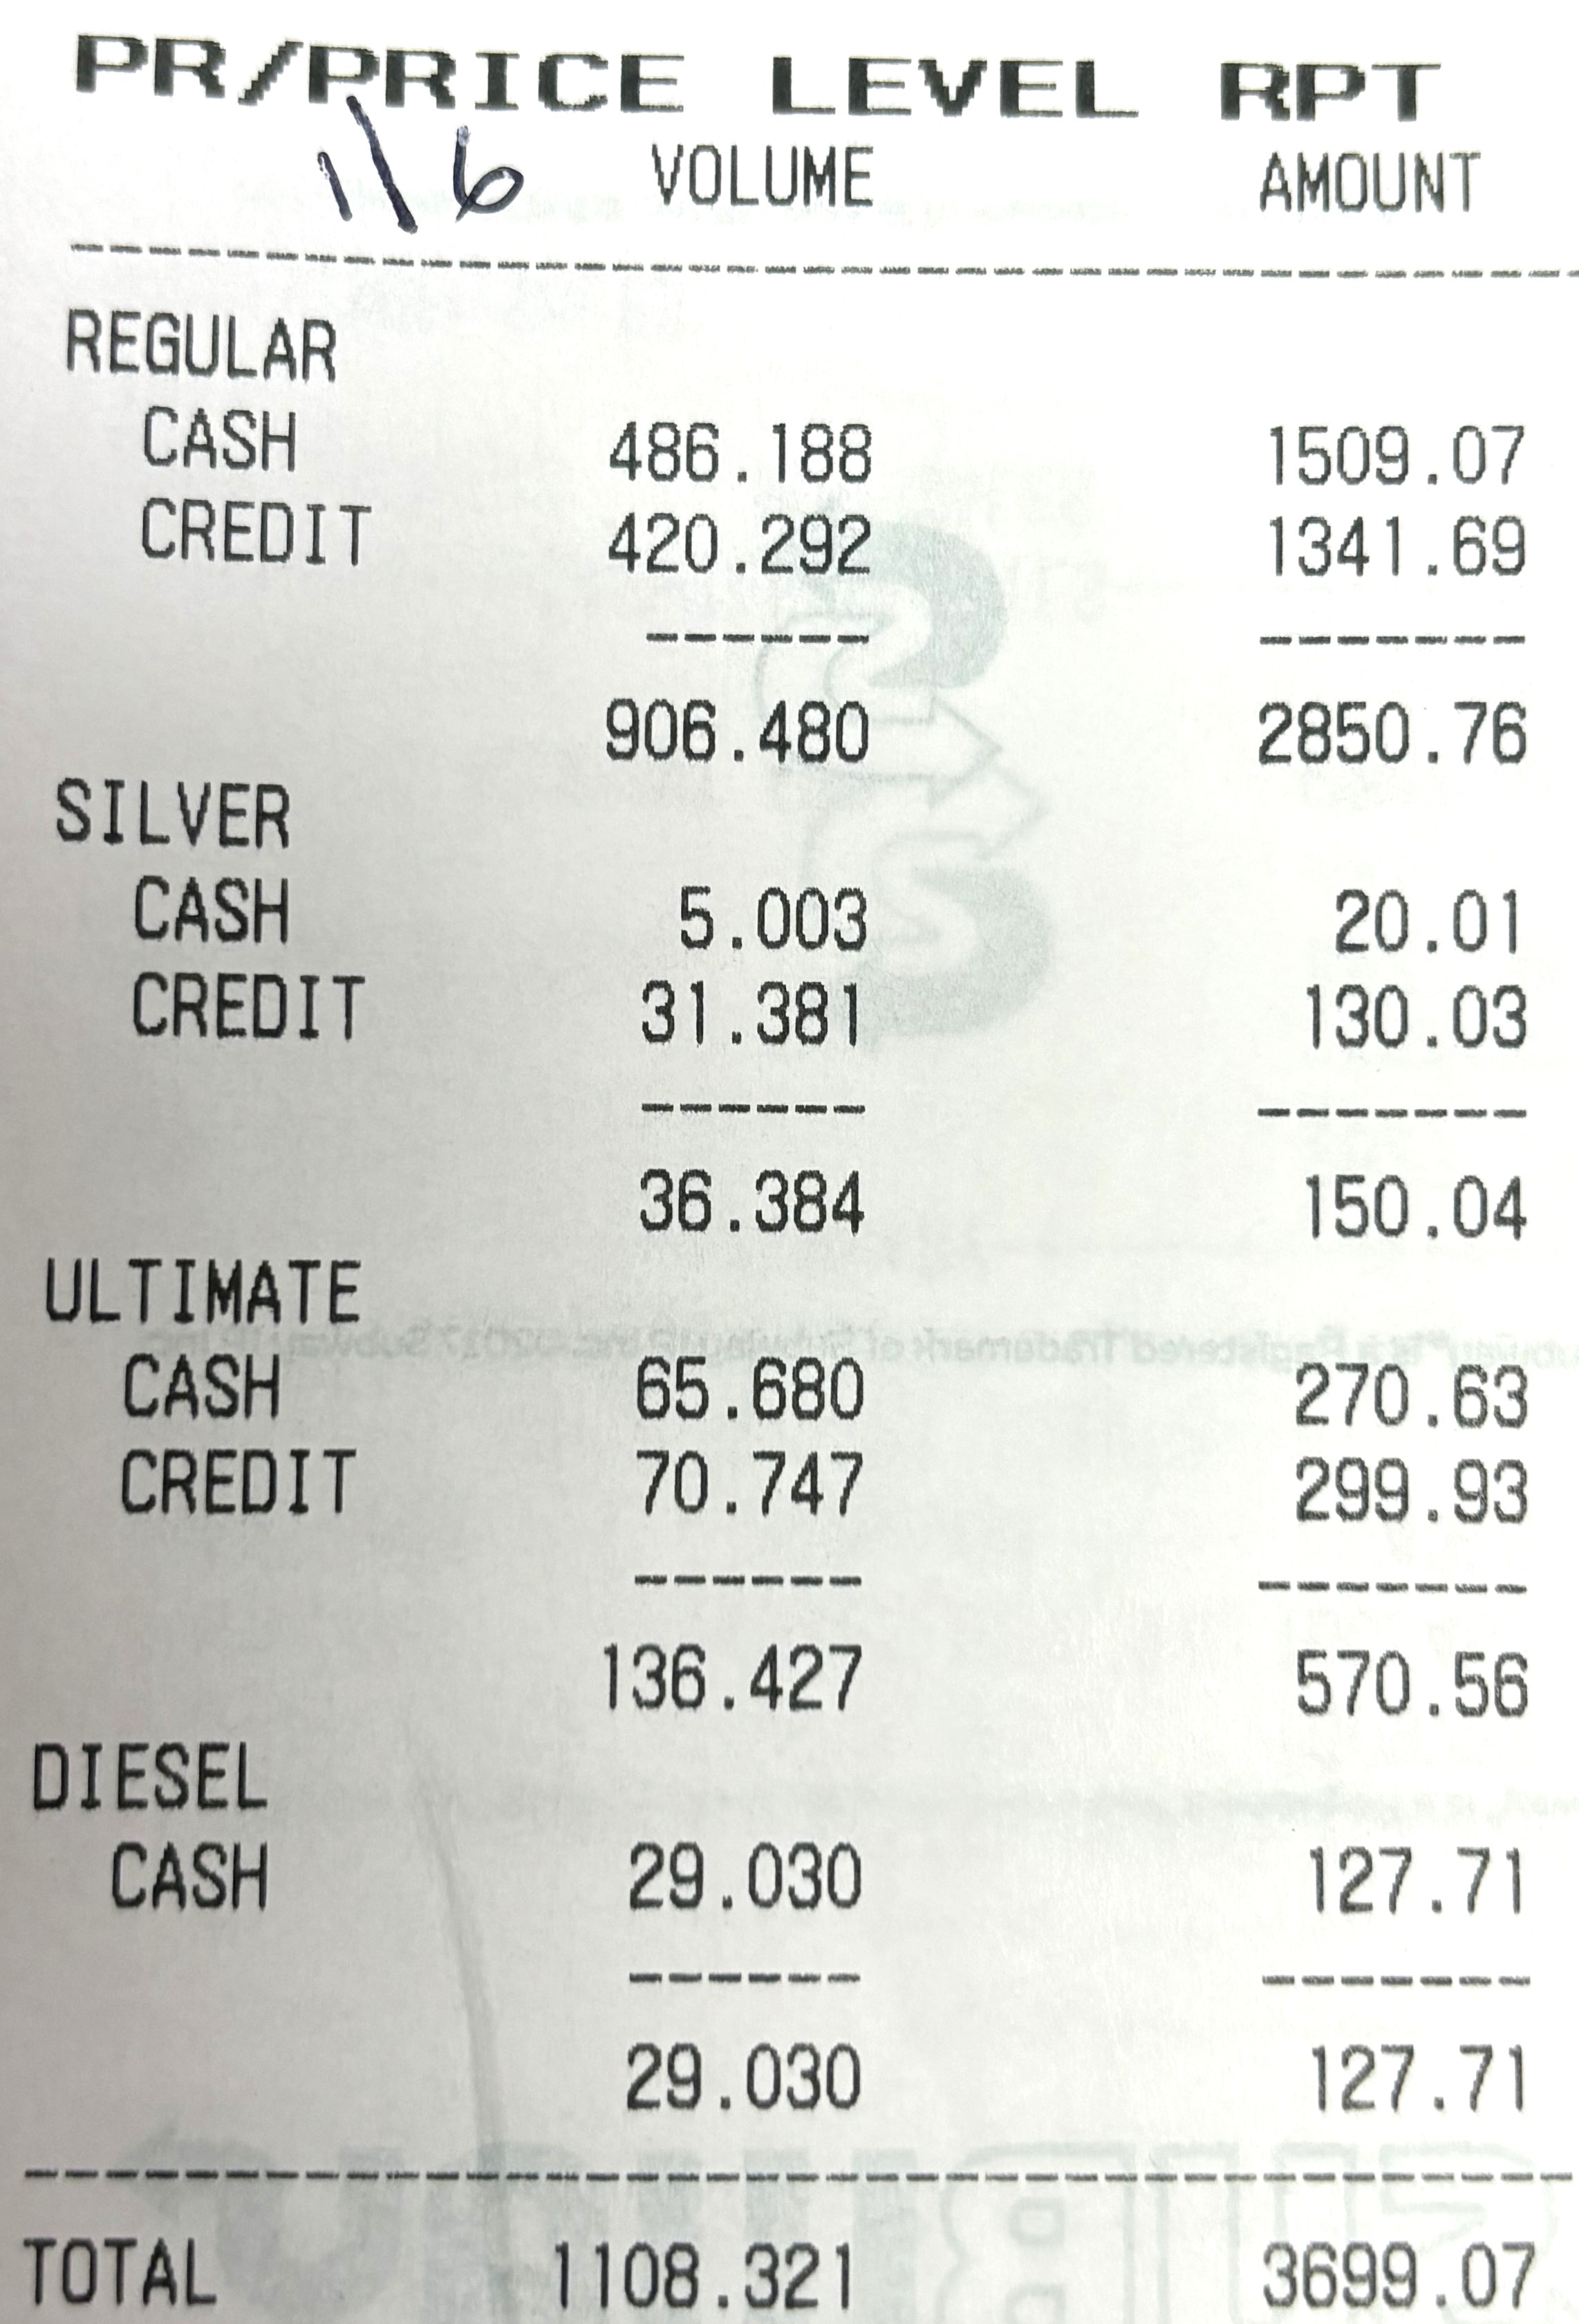 PR/PRICE LEVEL RPT
1/6 VOLUME AMOUNT
REGULAR
CASH 486.188 1509.07
CREDIT 420.292 1341.69
906.480 2850.76
SILVER
CASH 5.003 20.01
CREDIT 31.381 130.03
36.384 150.04
ULTIMATE
CASH 65.680 270.63
CREDIT 70.747 299.93
136.427 570.56
DIESEL
CASH 29.030 127.71
29.030 127.71
TOTAL 1108.321 3699.07